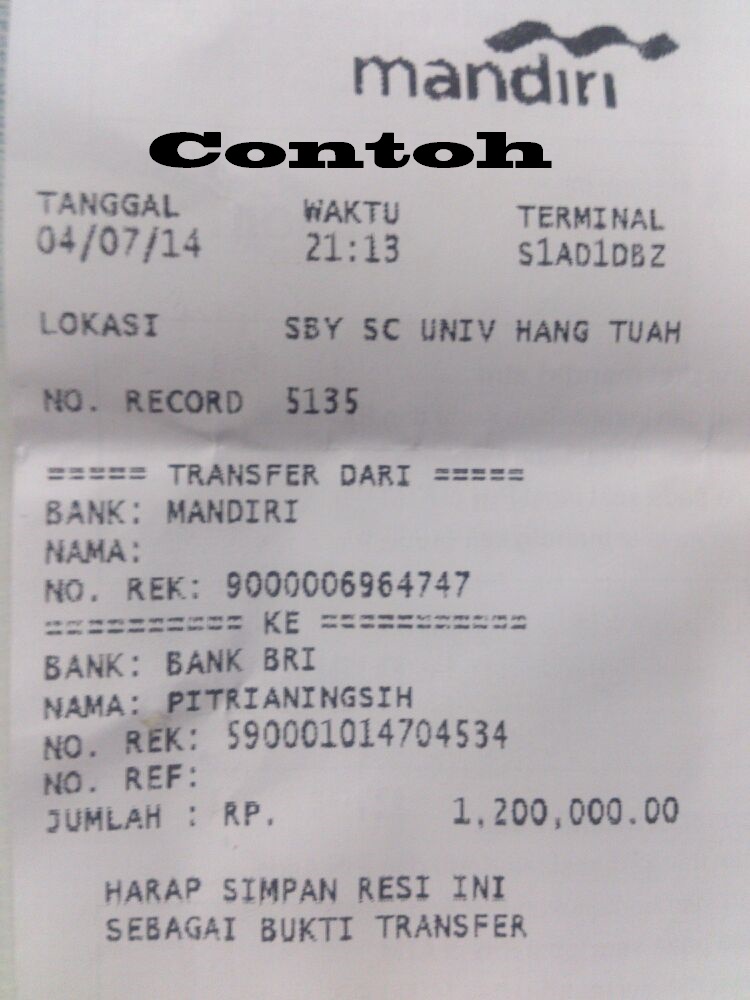 mandiri
Contoh
TANGGAL WAKTU TERMINAL
04/07/14 21:13 S1AD1DBZ
LOKASI SBY SC UNIV HANG TUAH
NO. RECORD 5135
===== TRANSFER DARI =====
BANK: MANDIRI
NAMA:
NO. REK: 9000006964747
========== KE ===========
BANK: BANK BRI
NAMA: PITRIANINGSIH
NO. REK: 590001014704534
NO. REF:
JUMLAH : RP. 1,200,000.00
HARAP SIMPAN RESI INI
SEBAGAI BUKTI TRANSFER